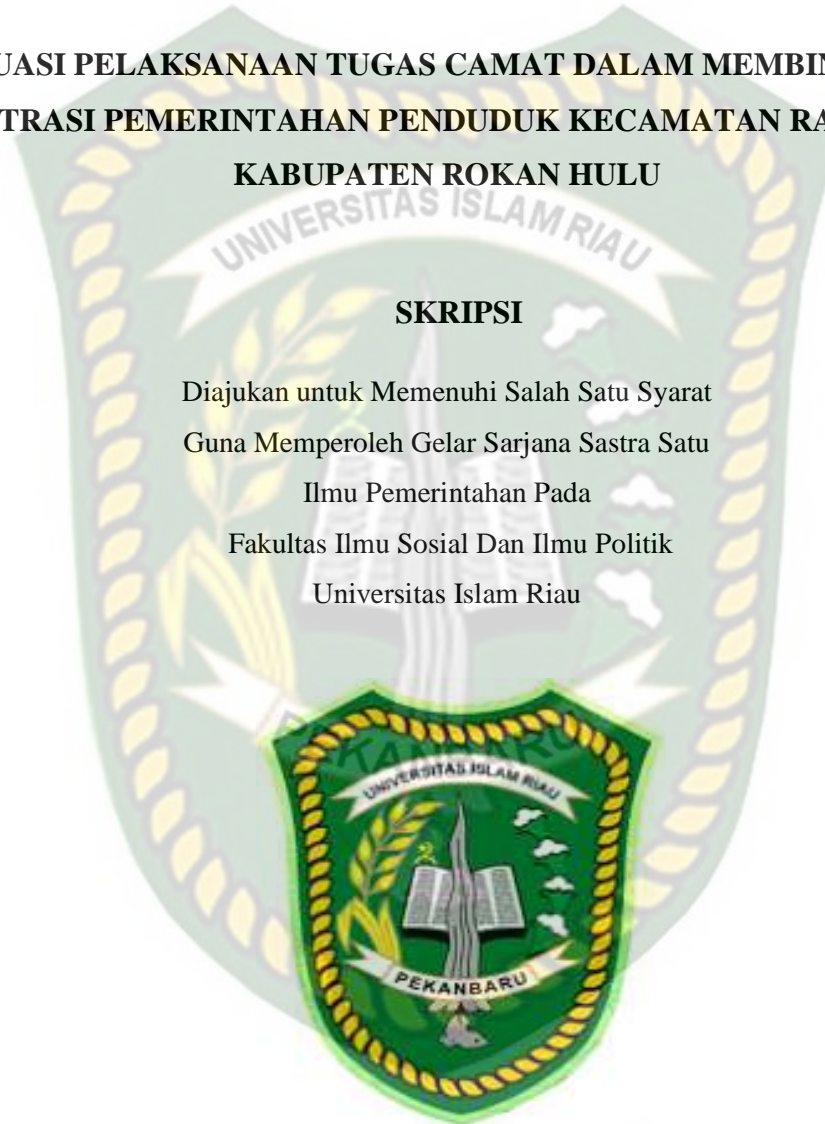 UASI PELAKSANAAN TUGAS CAMAT DALAM MEMBIN
TRASI PEMERINTAHAN PENDUDUK KECAMATAN RA
KABUPATEN ROKAN HULU
UNIVERSITAS ISLAM RIAU
SKRIPSI
Diajukan untuk Memenuhi Salah Satu Syarat
Guna Memperoleh Gelar Sarjana Sastra Satu
Ilmu Pemerintahan Pada
Fakultas Ilmu Sosial Dan Ilmu Politik
Universitas Islam Riau
PEKANBARU
UNIVERSITAS ISLAM RIAU
PEKANBARU